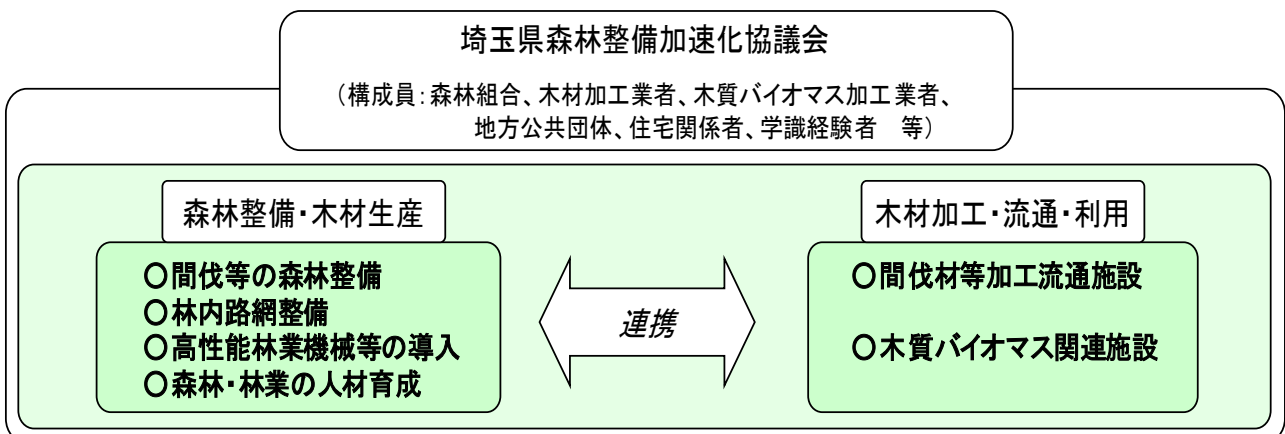 埼玉県森林整備加速化協議会
（構成員：森林組合、木材加工業者、木質バイオマス加工業者、
地方公共団体、住宅関係者、学識経験者　等）
森林整備・木材生産
○間伐等の森林整備
○林内路網整備
○高性能林業機械等の導入
○森林・林業の人材育成
連携
木材加工・流通・利用
○間伐材等加工流通施設
○木質バイオマス関連施設